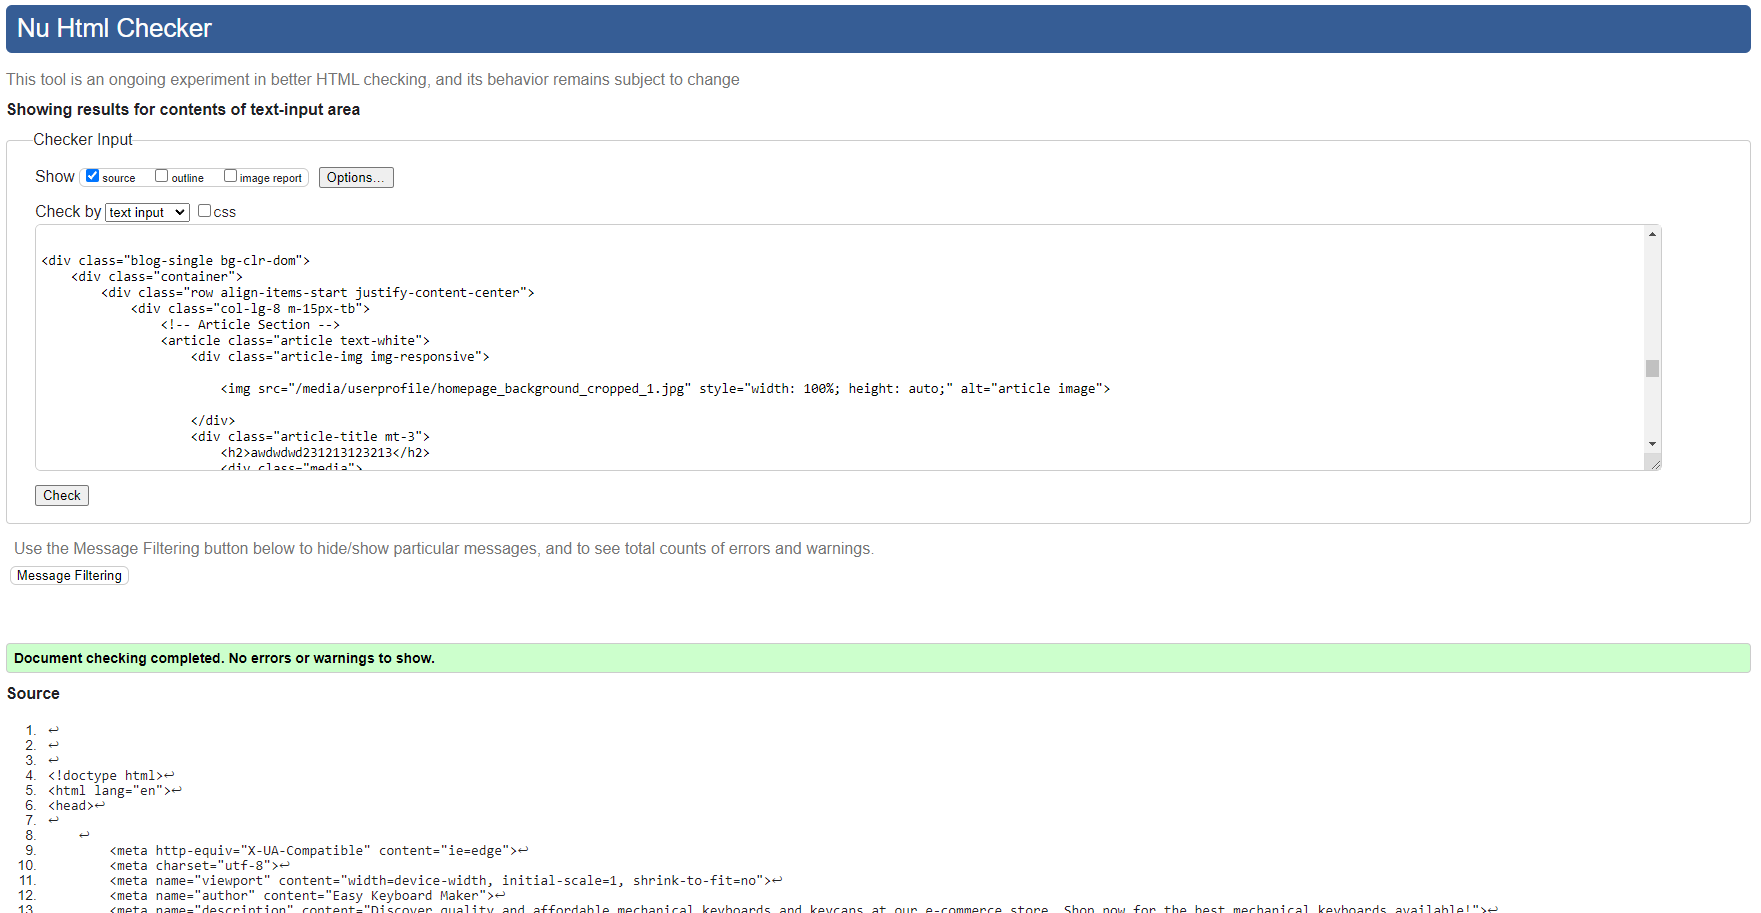 Nu Html Checker
This tool is an ongoing experiment in better HTML checking, and its behavior remains subject to change
Showing results for contents of text-input area
Checker Input
Show source outline image report Options...
Check by text input css
<div class="blog-single bg-clr-dom">
<div class="container">
<div class="row align-items-start justify-content-center">
<div class="col-lg-8 m-15px-tb">
<!-- Article Section -->
<article class="article text-white">
<div class="article-img img-responsive">
<img src="/media/userprofile/homepage_background_cropped_1.jpg" style="width: 100%; height: auto;" alt="article image">
</div>
<div class="article-title mt-3">
<h2>awdwdwd231213123213</h2>
<div class="media">
Check
Use the Message Filtering button below to hide/show particular messages, and to see total counts of errors and warnings.
Message Filtering
Document checking completed. No errors or warnings to show.
Source
1. ↩
2. ↩
3. ↩
4. <!doctype html>↩
5. <html lang="en">↩
6. <head>↩
7. ↩
8. ↩
9. <meta http-equiv="X-UA-Compatible" content="ie=edge">↩
10. <meta charset="utf-8">↩
11. <meta name="viewport" content="width=device-width, initial-scale=1, shrink-to-fit=no">↩
12. <meta name="author" content="Easy Keyboard Maker">↩
13. <meta name="description" content="Discover quality and affordable mechanical keyboards and keycaps at our e-commerce store. Shop now for the best mechanical keyboards available!">↩